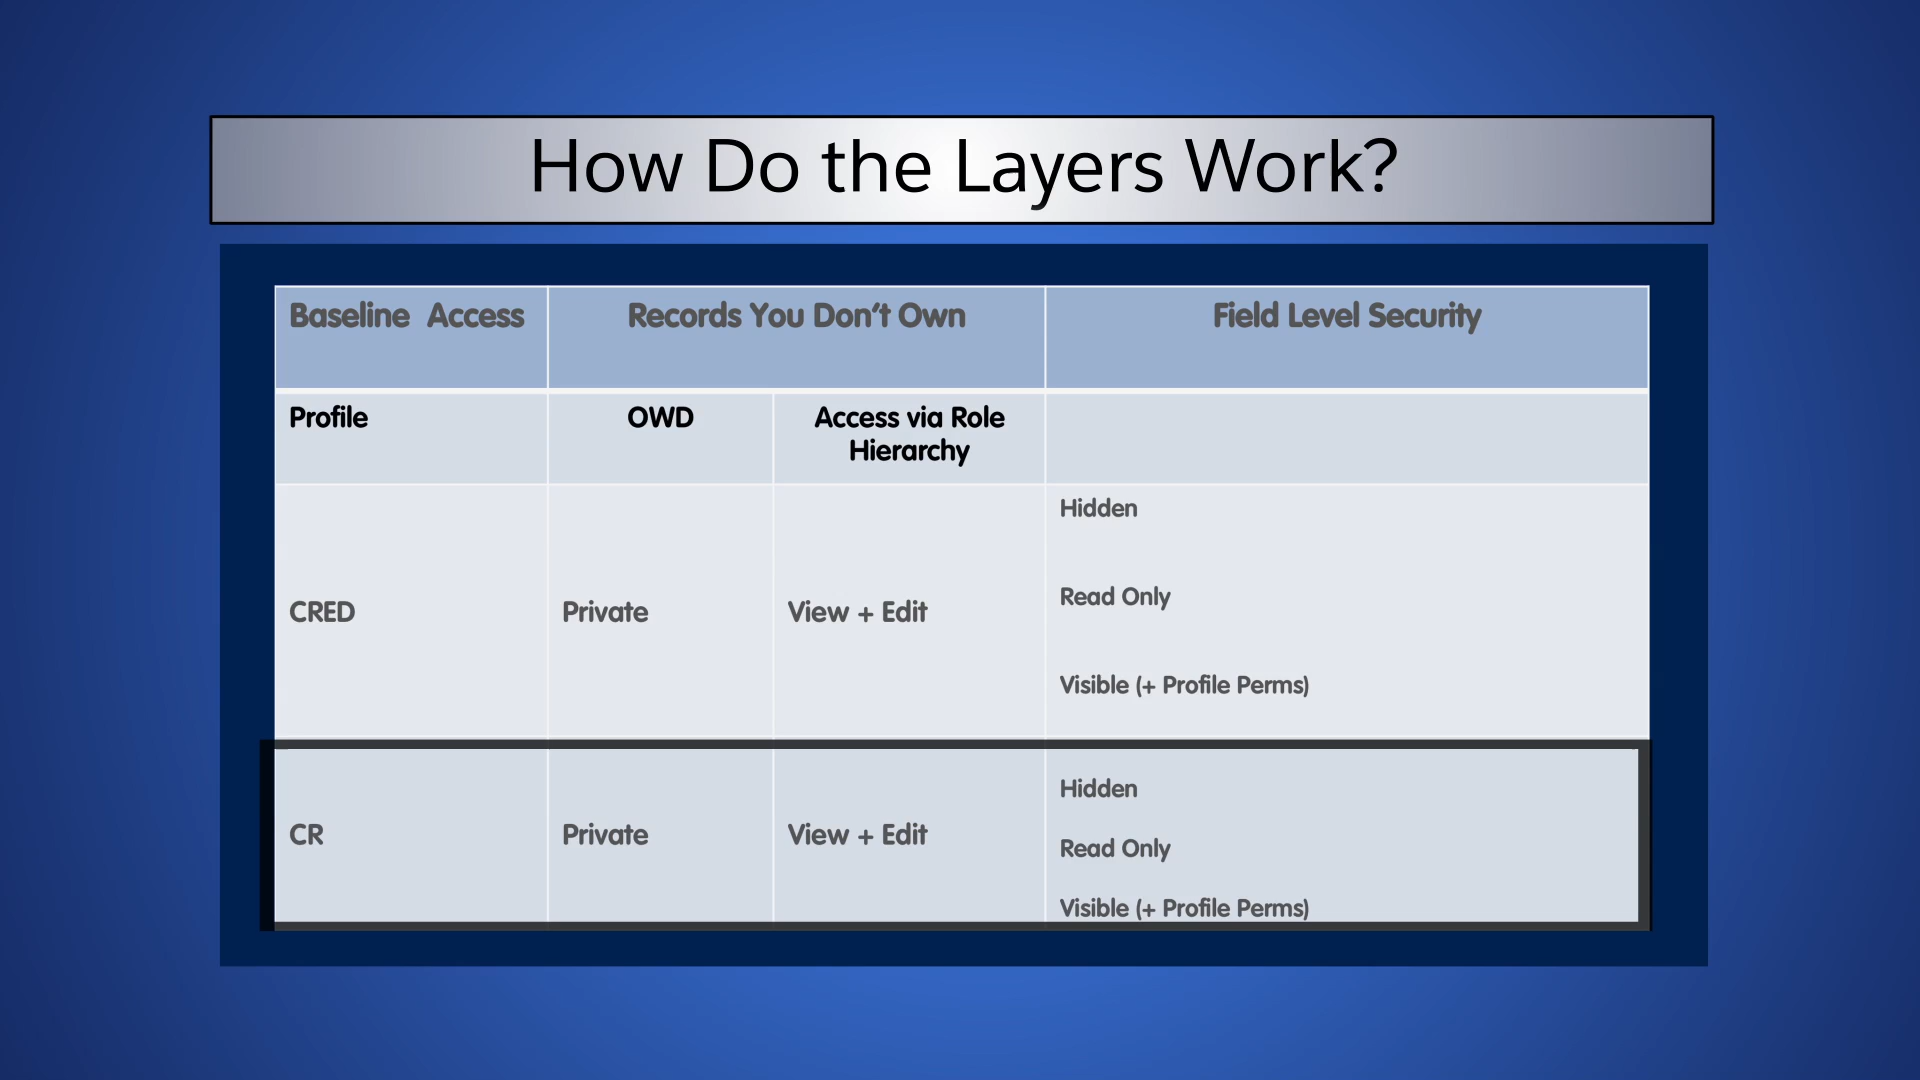 How Do the Layers Work?
Baseline  Access
Records You Don't Own
Field Level Security
Profile
OWD
Access via Role
Hierarchy
CRED
Private
View + Edit
Hidden
Read Only
Visible (+ Profile Perms)
CR
Private
View + Edit
Hidden
Read Only
Visible (+ Profile Perms)